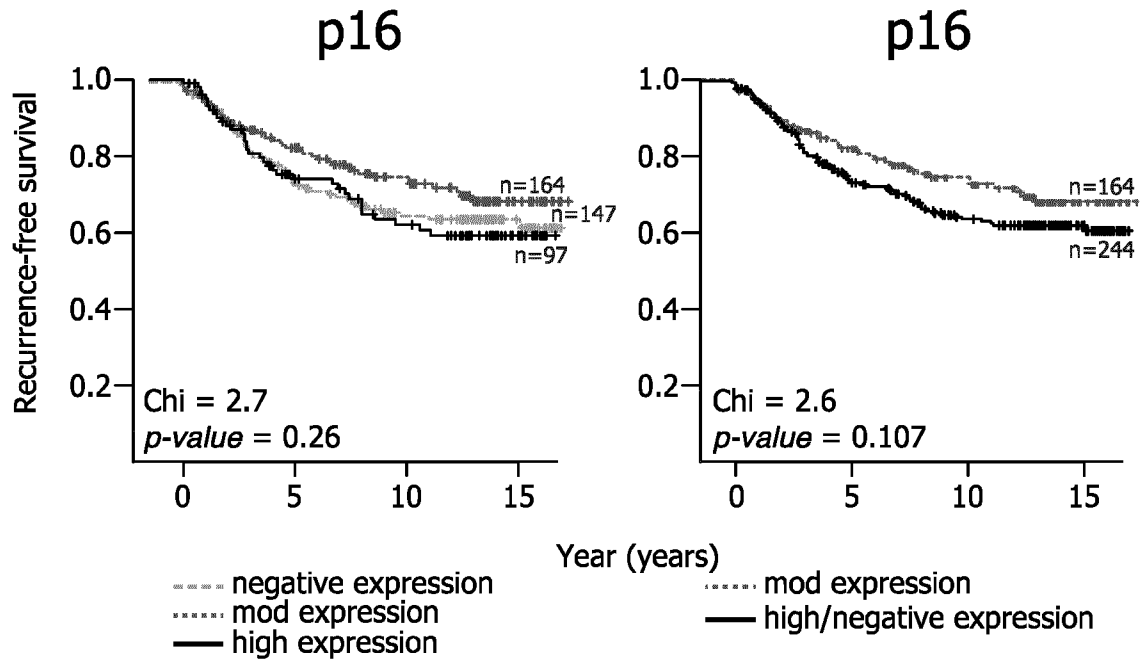 p16
p16
Recurrence-free survival
1.0
0.8
0.6
0.4
0.2
n=164
n=147
n=97
Chi = 2.7
p-value = 0.26
0 5 10 15
1.0
0.8
0.6
0.4
0.2
n=164
n=244
Chi = 2.6
p-value = 0.107
0 5 10 15
Year (years)
negative expression
mod expression
high expression
mod expression
high/negative expression